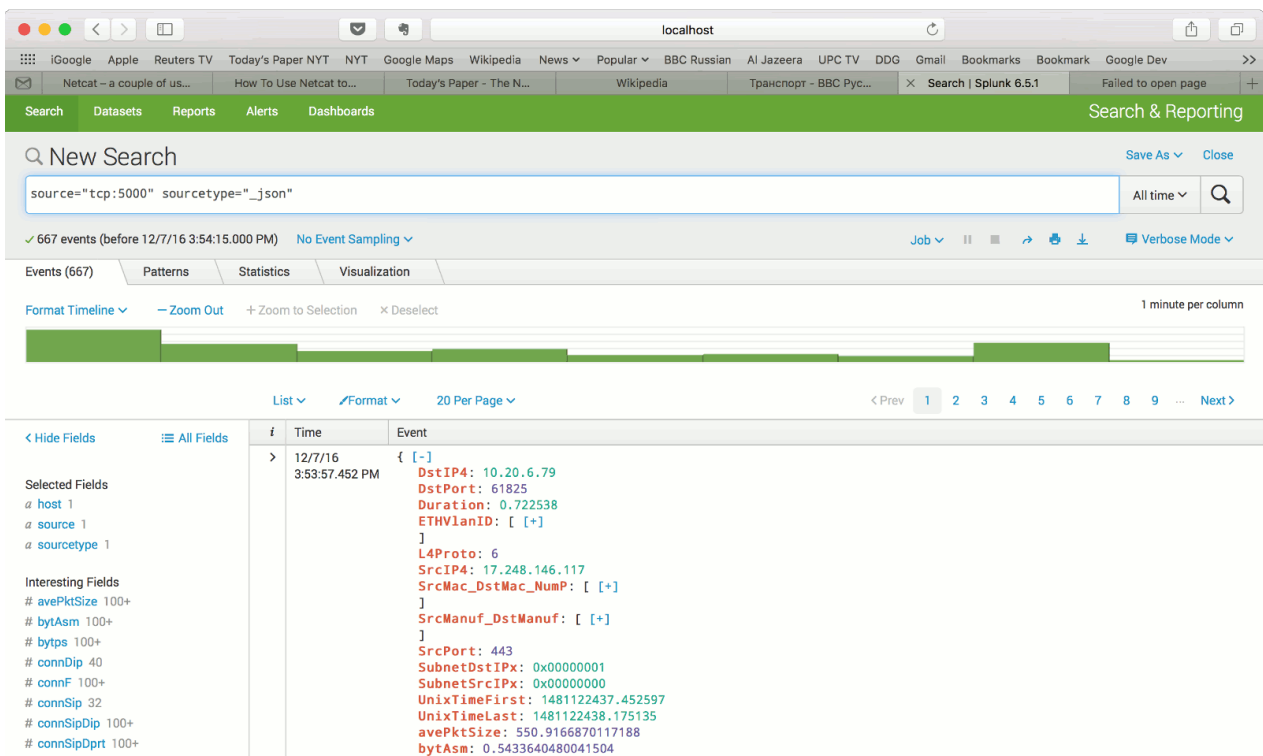 localhost
iGoogle Apple Reuters TV Today's Paper NYT NYT Google Maps Wikipedia News Popular BBC Russian Al Jazeera UPC TV DDG Gmail Bookmarks Bookmark Google Dev >>
Netcat – a couple of us... How To Use Netcat to... Today's Paper - The N... Wikipedia Транспорт - BBC Рус... × Search | Splunk 6.5.1 Failed to open page +
Search Datasets Reports Alerts Dashboards Search & Reporting
New Search Save As Close
source="tcp:5000" sourcetype="_json" All time
✓ 667 events (before 12/7/16 3:54:15.000 PM) No Event Sampling Job Verbose Mode
Events (667) Patterns Statistics Visualization
Format Timeline — Zoom Out + Zoom to Selection × Deselect 1 minute per column
List Format 20 Per Page < Prev 1 2 3 4 5 6 7 8 9 ... Next >
< Hide Fields All Fields i Time Event
> 12/7/16 { [-]
3:53:57.452 PM DstIP4: 10.20.6.79
DstPort: 61825
Selected Fields
a host 1
a source 1
a sourcetype 1
Interesting Fields
# avePktSize 100+
# bytAsm 100+
# bytps 100+
# connDip 40
# connF 100+
# connSip 32
# connSipDip 100+
# connSipDprt 100+
Duration: 0.722538
ETHVlanID: [ [+]
]
L4Proto: 6
SrcIP4: 17.248.146.117
SrcMac_DstMac_NumP: [ [+]
]
SrcManuf_DstManuf: [ [+]
]
SrcPort: 443
SubnetDstIPx: 0x00000001
SubnetSrcIPx: 0x00000000
UnixTimeFirst: 1481122437.452597
UnixTimeLast: 1481122438.175135
avePktSize: 550.9166870117188
bytAsm: 0.5433640480041504